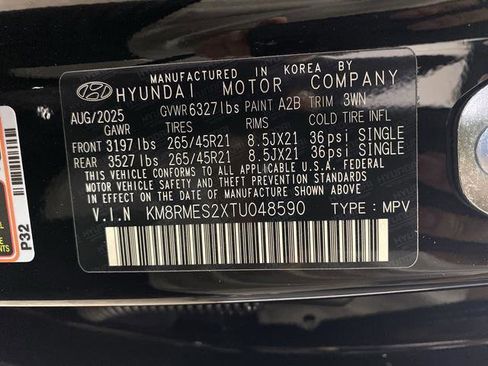 MANUFACTURED IN KOREA BY
HYUNDAI MOTOR COMPANY
AUG/2025 GVWR 6327 lbs PAINT A2B TRIM 3WN
GAWR TIRES RIMS COLD TIRE INFL
FRONT 3197 lbs 265/45R21 8.5JX21 36psi SINGLE
REAR 3527 lbs 265/45R21 8.5JX21 36psi SINGLE
THIS VEHICLE CONFORMS TO ALL APPLICABLE U.S.A. FEDERAL
MOTOR VEHICLE SAFETY AND THEFT PREVENTION STANDARDS
IN EFFECT ON THE DATE OF MANUFACTURE SHOWN ABOVE.
V.I.N KM8RMES2XTU048590 TYPE : MPV
P32